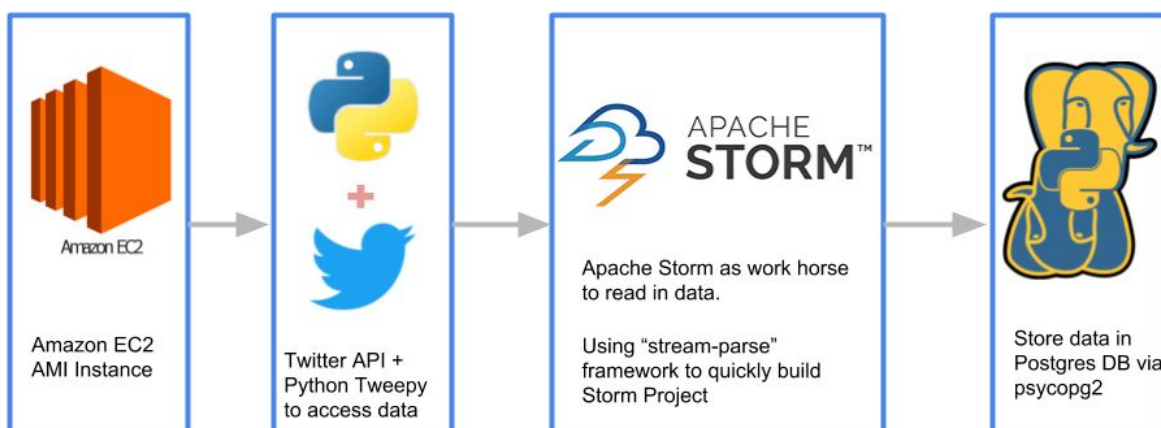 Amazon EC2
Amazon EC2
AMI Instance
Twitter API +
Python Tweepy
to access data
APACHE
STORM™
Apache Storm as work horse
to read in data.
Using “stream-parse”
framework to quickly build
Storm Project
Store data in
Postgres DB via
psycopg2